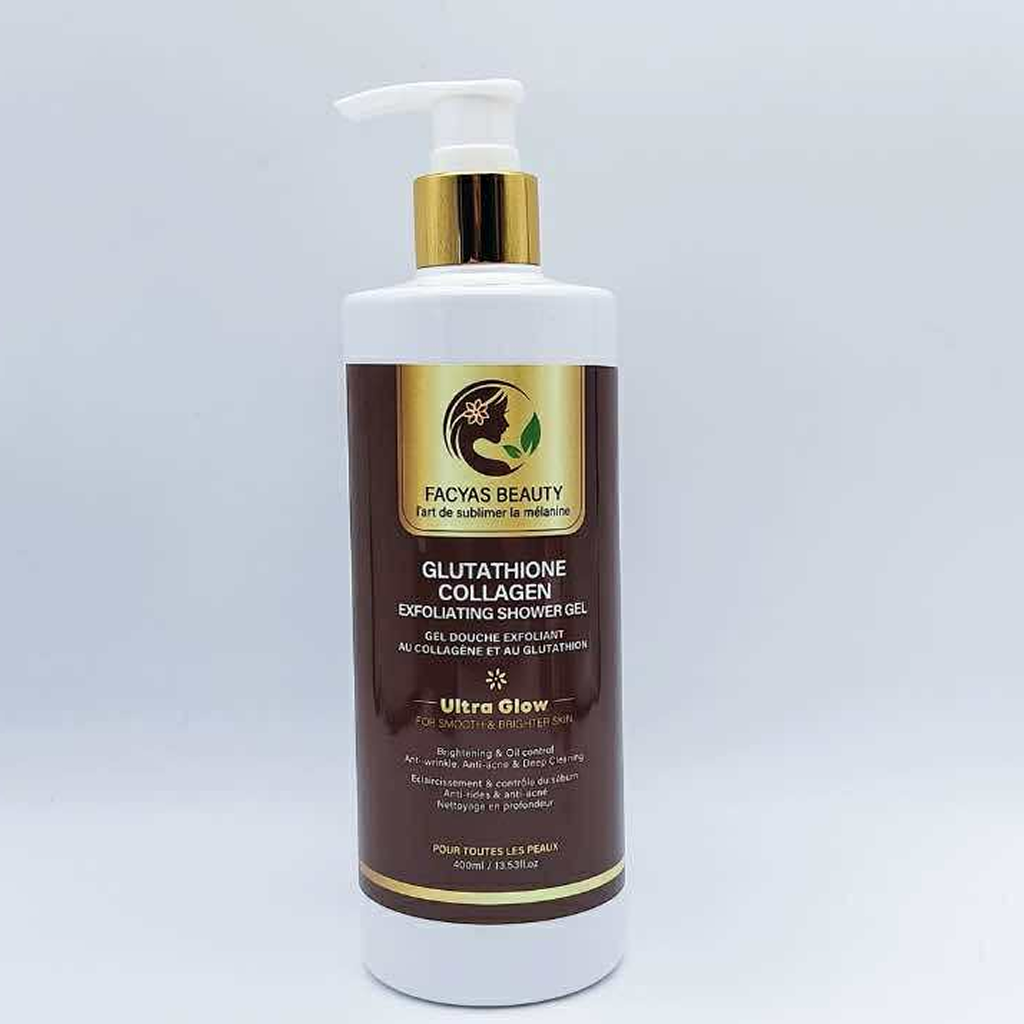 FACYAS BEAUTY
l'art de sublimer la mélanine
GLUTATHIONE
COLLAGEN
EXFOLIATING SHOWER GEL
GEL DOUCHE EXFOLIANT
AU COLLAGÈNE ET AU GLUTATHION
Ultra Glow
FOR SMOOTH & BRIGHTER SKIN
Brightening & Oil control
Anti-wrinkle, Anti-acne & Deep Cleaning
Eclaircissement & contrôle du sébum
Anti-rides & anti-acné
Nettoyage en profondeur
POUR TOUTES LES PEAUX
400ml / 13.53fl.oz